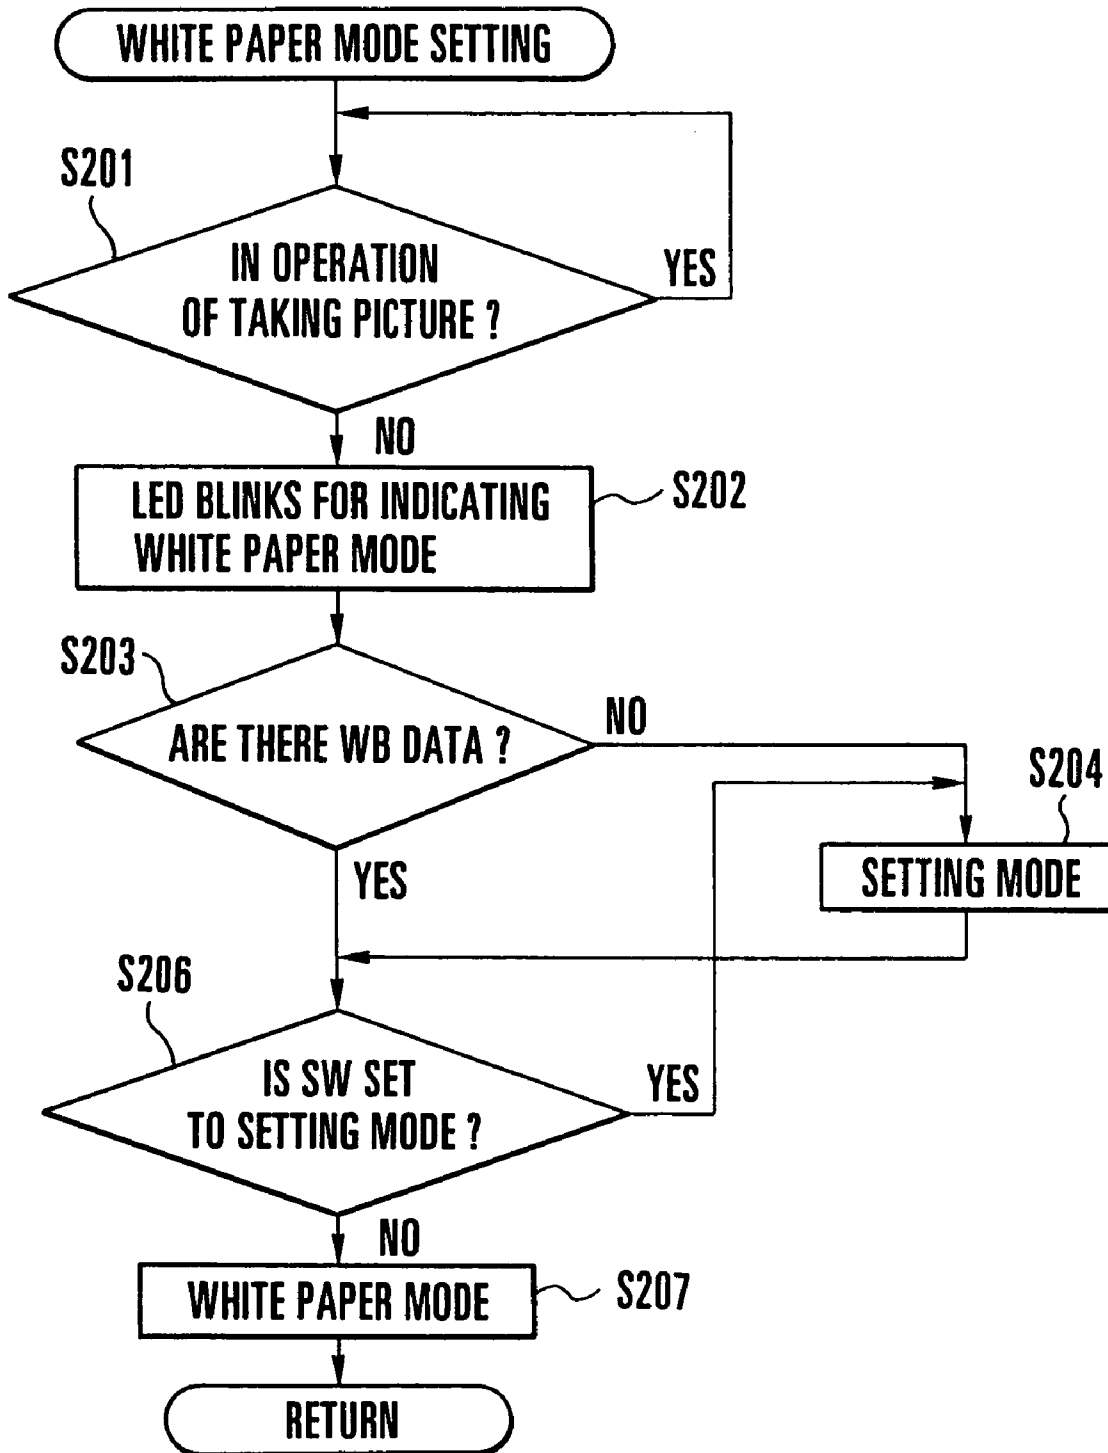 WHITE PAPER MODE SETTING
S201
IN OPERATION
OF TAKING PICTURE ?
YES
NO
LED BLINKS FOR INDICATING
WHITE PAPER MODE
S202
S203
ARE THERE WB DATA ?
NO
S204
SETTING MODE
YES
S206
IS SW SET
TO SETTING MODE ?
YES
NO
WHITE PAPER MODE
S207
RETURN